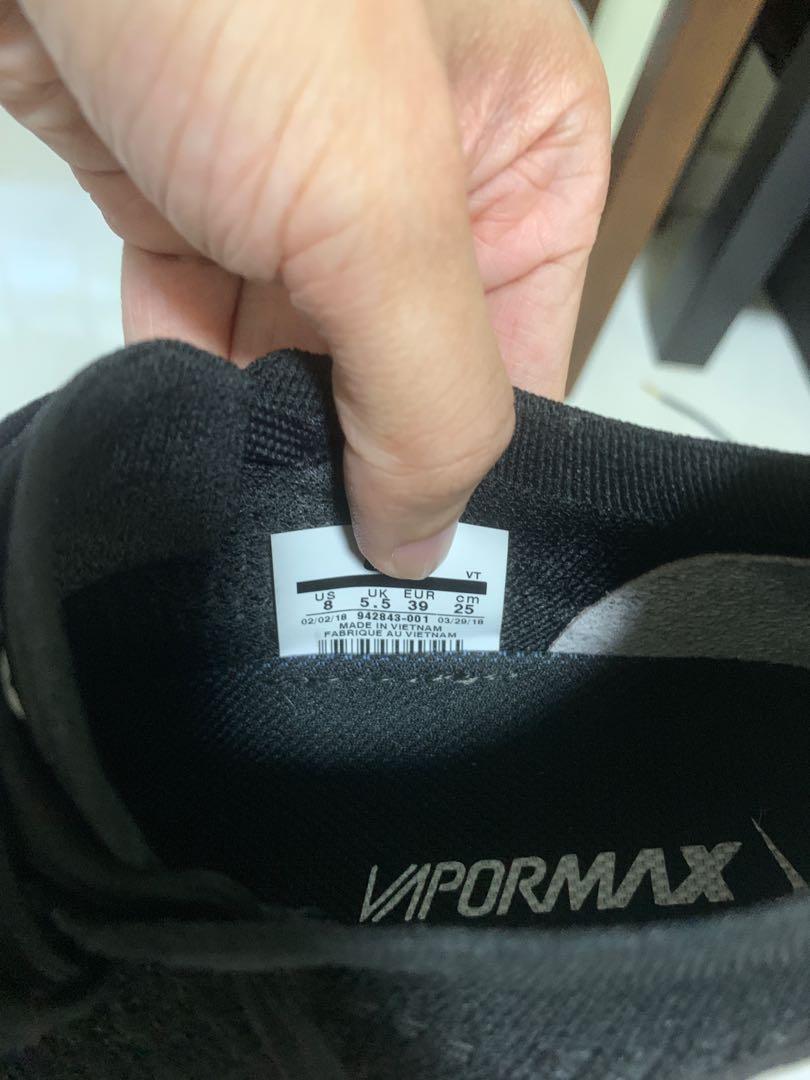 VT
US UK EUR cm
8 5.5 39 25
02/02/18 942843-001 03/29/18
MADE IN VIETNAM
FABRIQUE AU VIETNAM
VAPORMAX